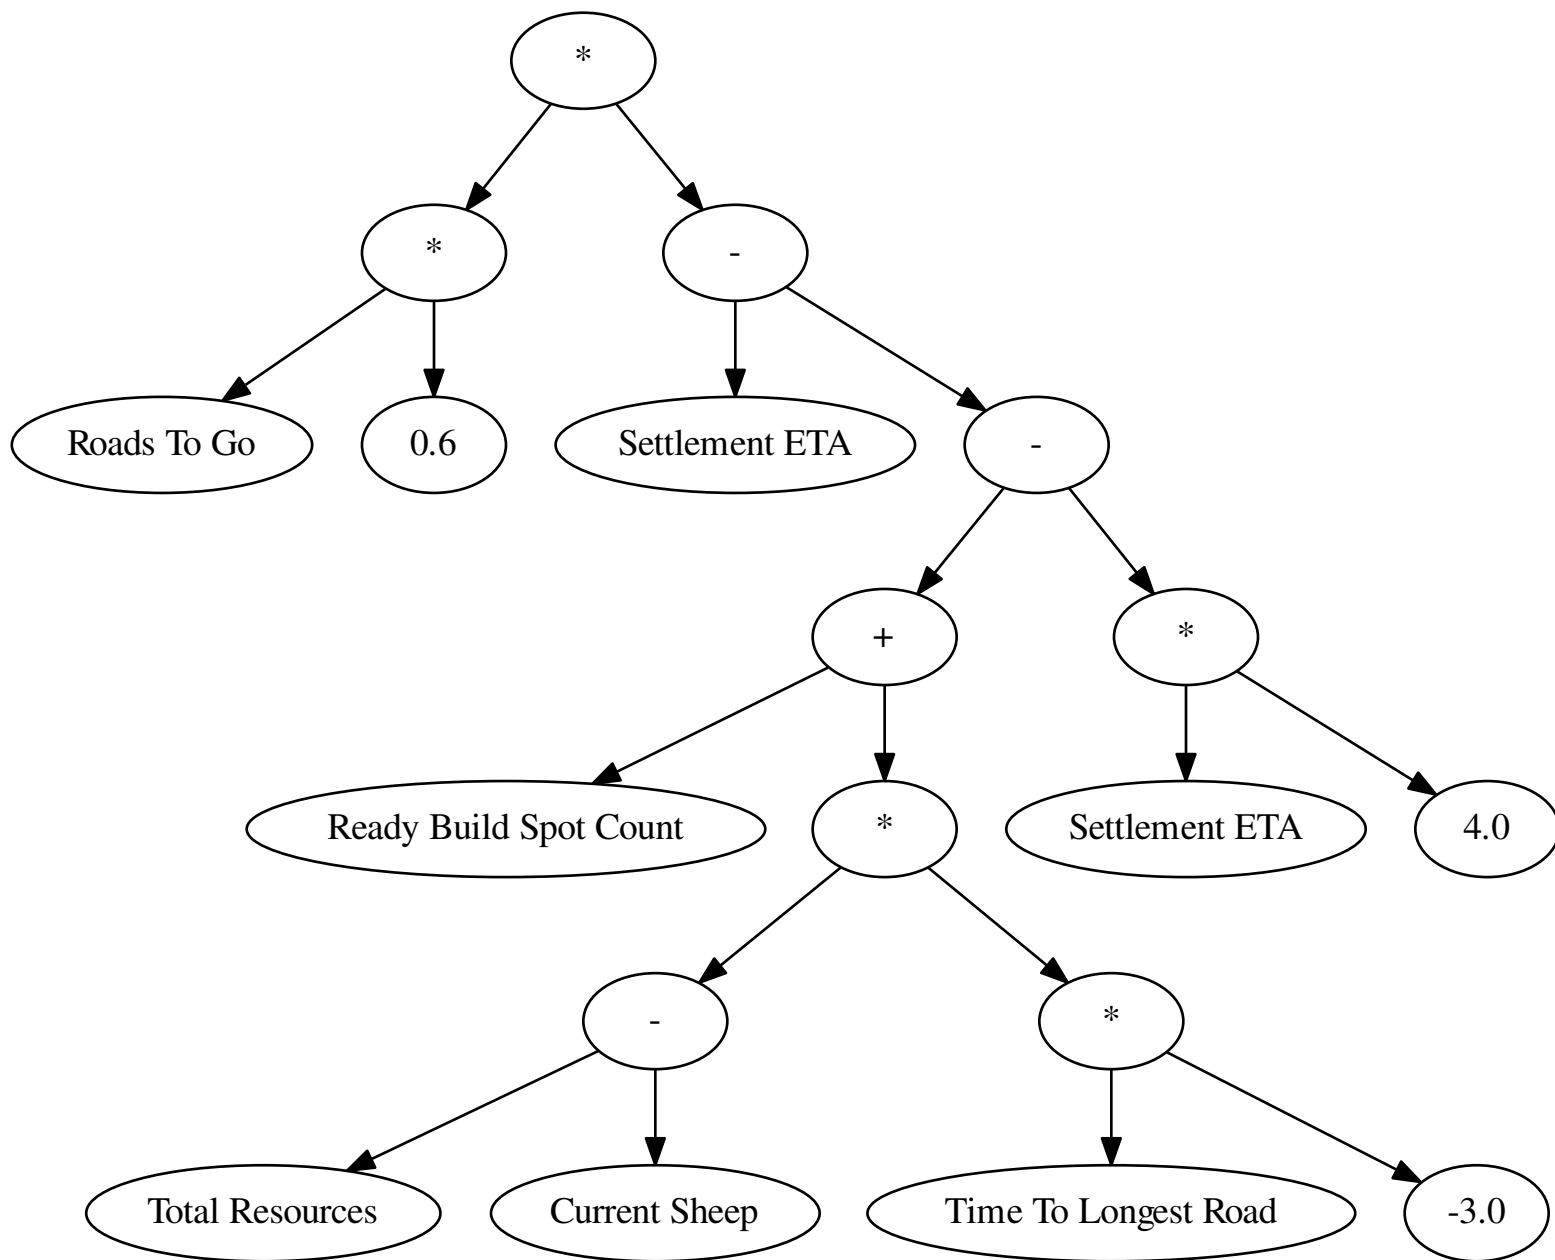 *
*
-
Roads To Go
0.6
Settlement ETA
-
+
*
Ready Build Spot Count
*
Settlement ETA
4.0
-
*
Total Resources
Current Sheep
Time To Longest Road
-3.0